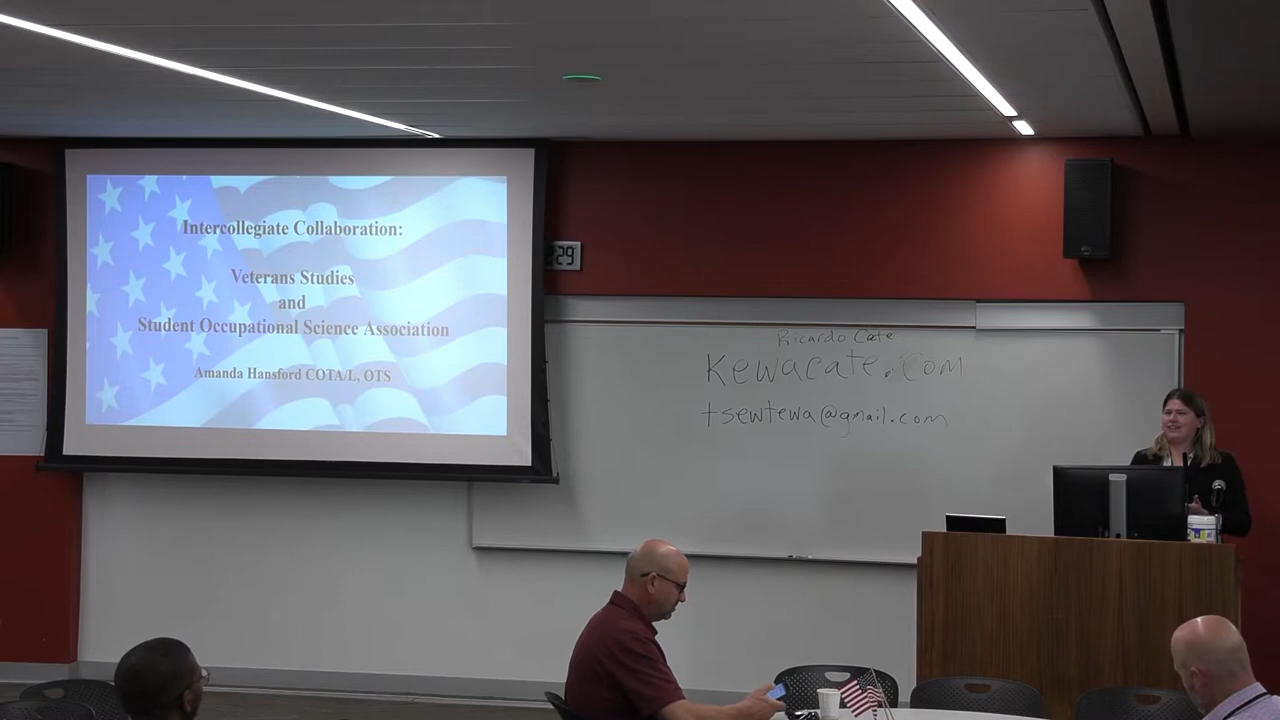 Intercollegiate Collaboration:
Veterans Studies
and
Student Occupational Science Association
Amanda Hansford COTA/L, OTS
:29
Ricardo Cate
Kewacate.com
tsewtewa@gmail.com